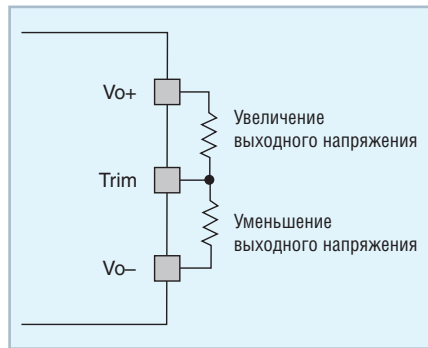 Vo+
Увеличение
выходного напряжения
Trim
Уменьшение
выходного напряжения
Vo–